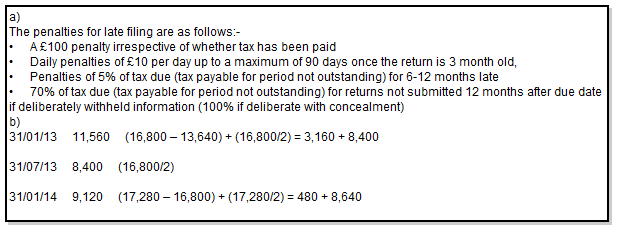 a)
The penalties for late filing are as follows:-
• A £100 penalty irrespective of whether tax has been paid
• Daily penalties of £10 per day up to a maximum of 90 days once the return is 3 month old,
• Penalties of 5% of tax due (tax payable for period not outstanding) for 6-12 months late
• 70% of tax due (tax payable for period not outstanding) for returns not submitted 12 months after due date
if deliberately withheld information (100% if deliberate with concealment)
b)
31/01/13 11,560 (16,800 – 13,640) + (16,800/2) = 3,160 + 8,400
31/07/13 8,400 (16,800/2)
31/01/14 9,120 (17,280 – 16,800) + (17,280/2) = 480 + 8,640